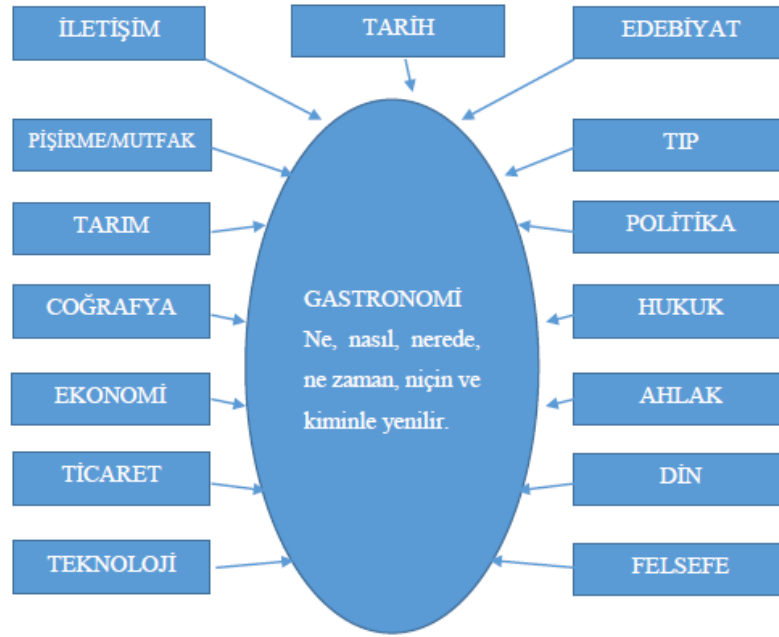 İLETİŞİM
TARİH
EDEBİYAT
PİŞİRME/MUTFAK
TIP
TARIM
POLİTİKA
COĞRAFYA
HUKUK
EKONOMİ
AHLAK
TİCARET
DİN
TEKNOLOJİ
FELSEFE
GASTRONOMİ
Ne, nasıl, nerede,
ne zaman, niçin ve
kiminle yenilir.